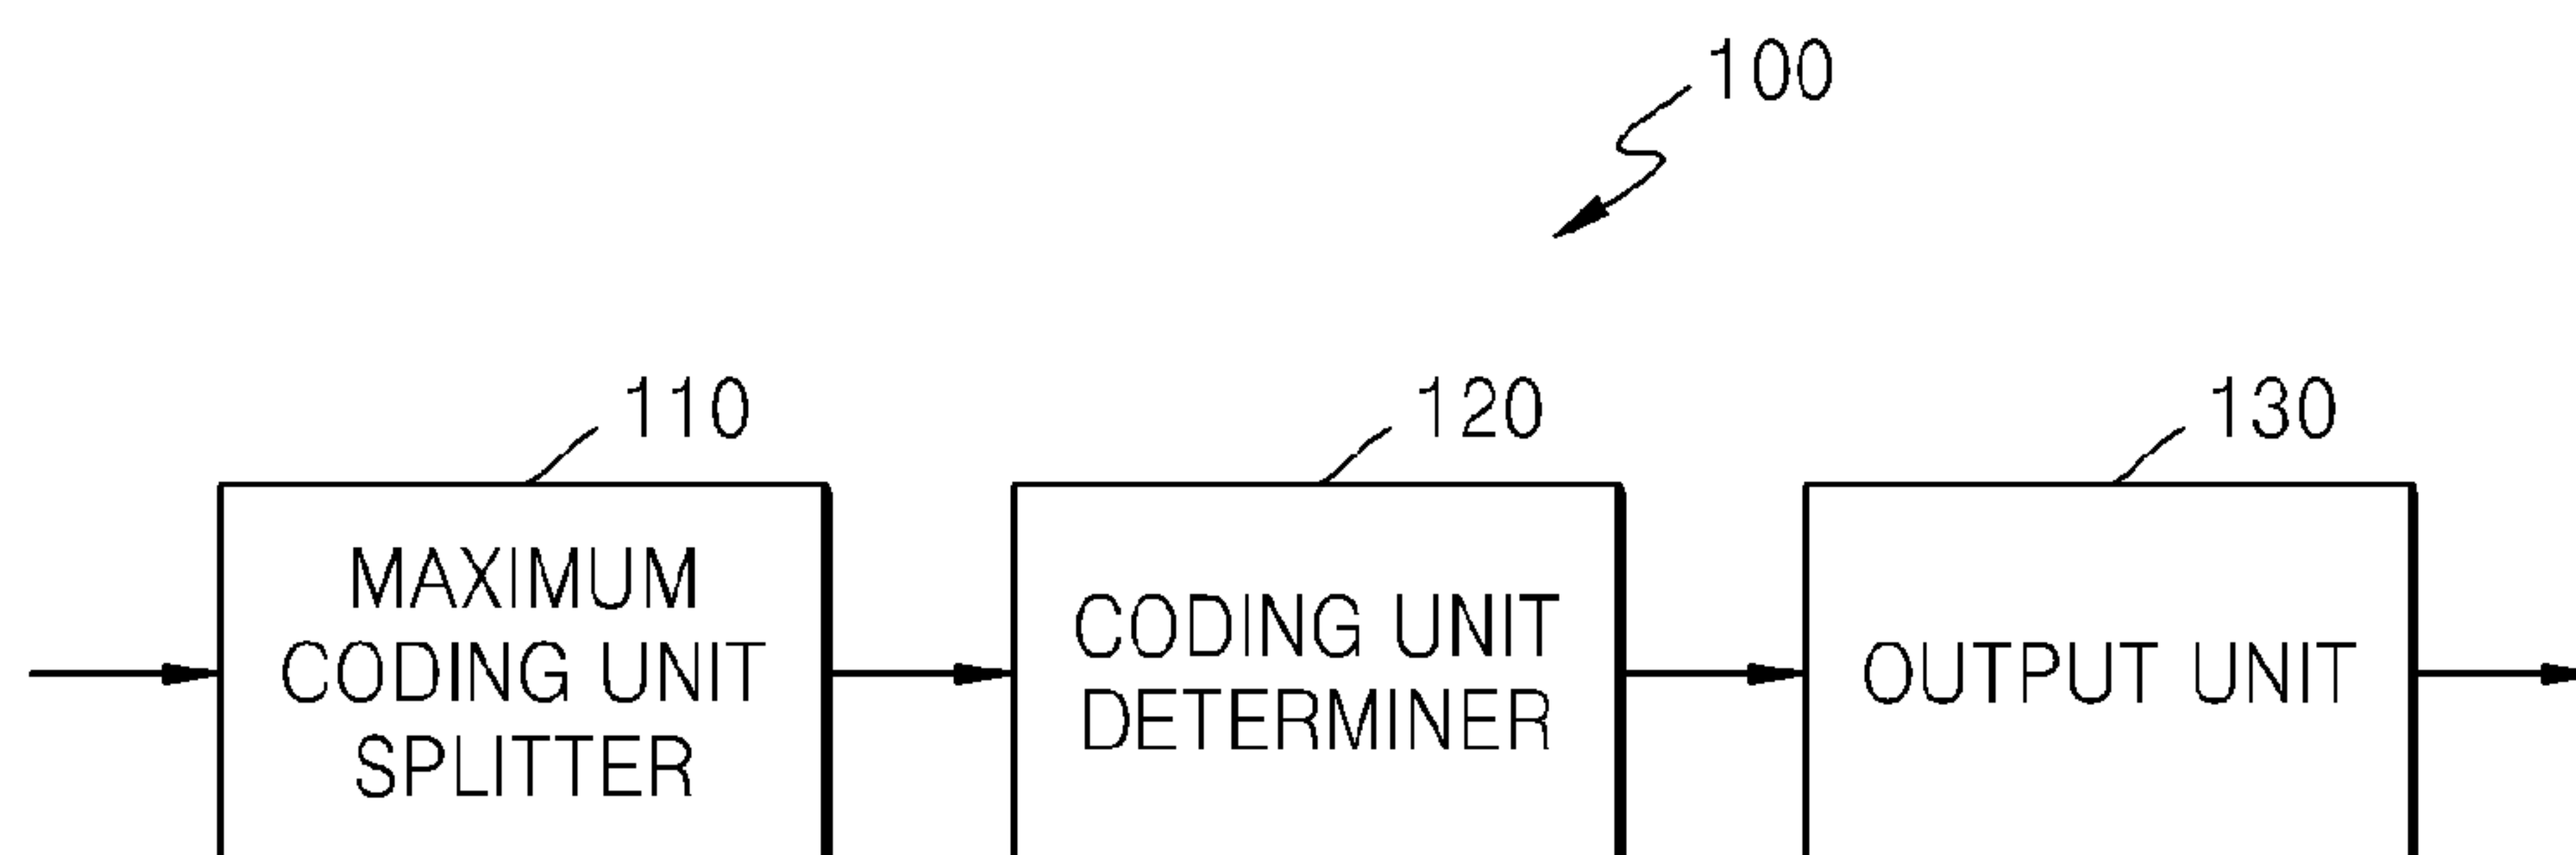 100
110
120
130
MAXIMUM
CODING UNIT
SPLITTER
CODING UNIT
DETERMINER
OUTPUT UNIT